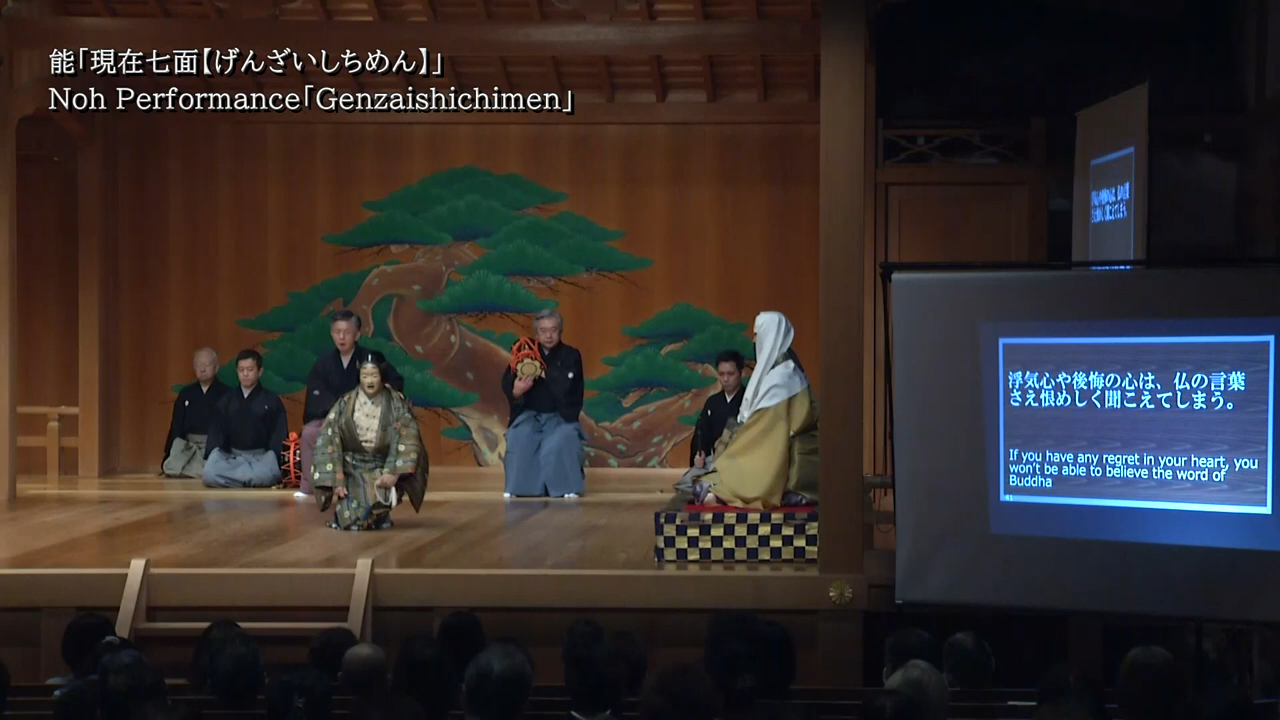 能「現在七面【げんざいしちめん】」
Noh Performance「Genzaishichimen」
浮気心や後悔の心は、仏の言葉
さえ恨めしく聞こえてしまう。
If you have any regret in your heart, you
won't be able to believe the word of
Buddha
41